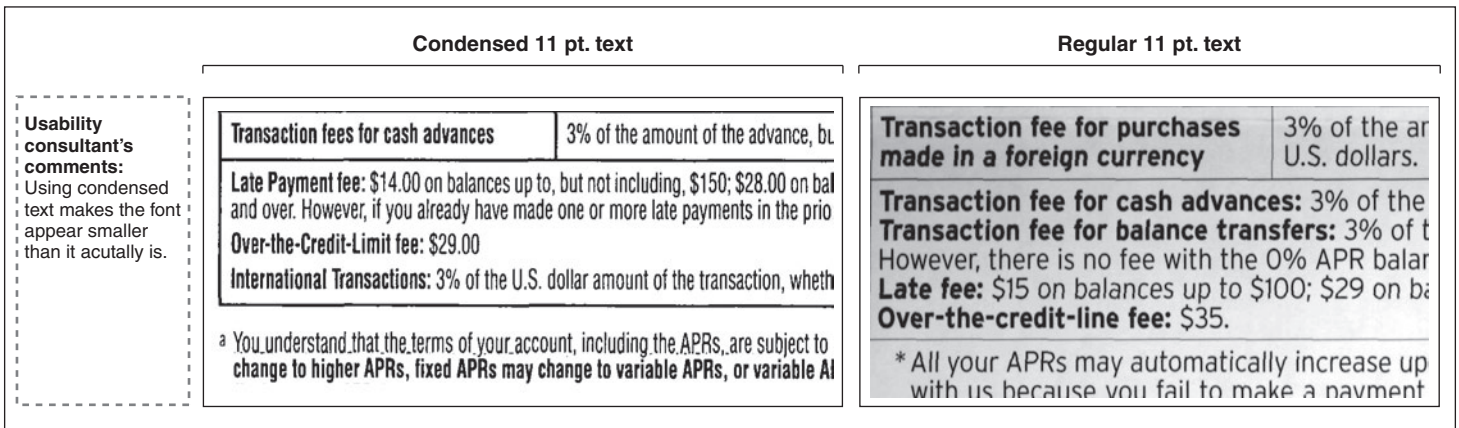 Condensed 11 pt. text
Regular 11 pt. text
Usability
consultant's
comments:
Using condensed
text makes the font
appear smaller
than it acutally is.
Transaction fees for cash advances
3% of the amount of the advance, bu
Late Payment fee: $14.00 on balances up to, but not including, $150; $28.00 on bal
and over. However, if you already have made one or more late payments in the prio
Over-the-Credit-Limit fee: $29.00
International Transactions: 3% of the U.S. dollar amount of the transaction, wheth
a You understand that the terms of your account, including the APRs, are subject to
change to higher APRs, fixed APRs may change to variable APRs, or variable A
Transaction fee for purchases
made in a foreign currency
3% of the ar
U.S. dollars.
Transaction fee for cash advances: 3% of the
Transaction fee for balance transfers: 3% of t
However, there is no fee with the 0% APR balar
Late fee: $15 on balances up to $100; $29 on ba
Over-the-credit-line fee: $35.
* All your APRs may automatically increase up
with us because you fail to make a payment